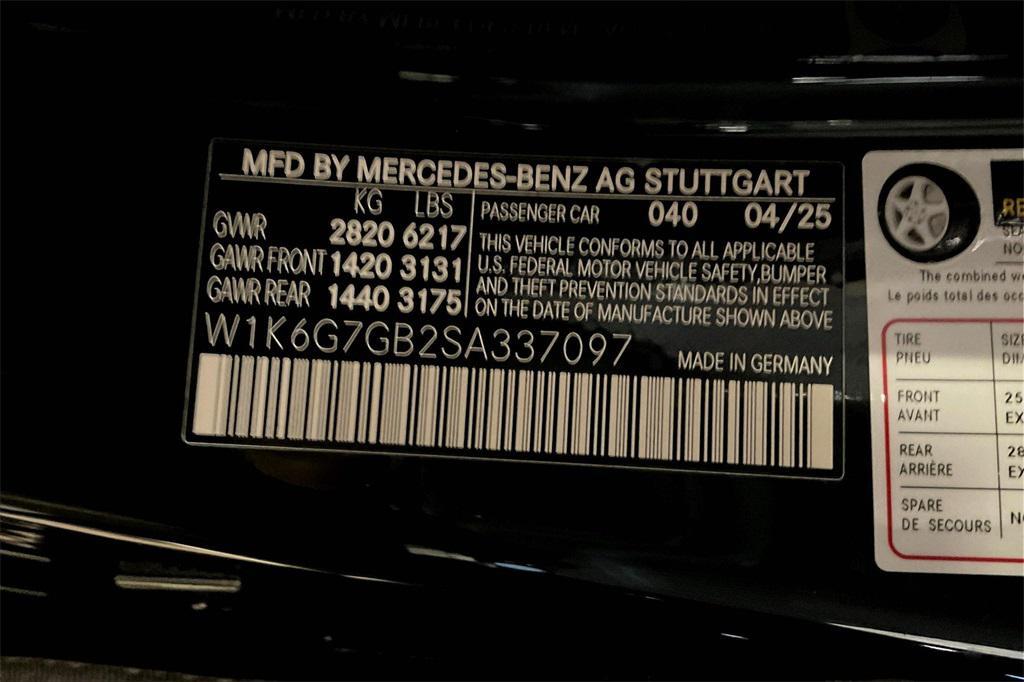 MFD BY MERCEDES-BENZ AG STUTTGART
KG LBS
GVWR 2820 6217
GAWR FRONT 1420 3131
GAWR REAR 1440 3175
PASSENGER CAR 040 04/25
THIS VEHICLE CONFORMS TO ALL APPLICABLE
U.S. FEDERAL MOTOR VEHICLE SAFETY,BUMPER
AND THEFT PREVENTION STANDARDS IN EFFECT
ON THE DATE OF MANUFACTURE SHOWN ABOVE
W1K6G7GB2SA337097
MADE IN GERMANY
The combined
Le poids total des
TIRE
PNEU
FRONT
AVANT
REAR
ARRIÈRE
SPARE
DE SECOURS